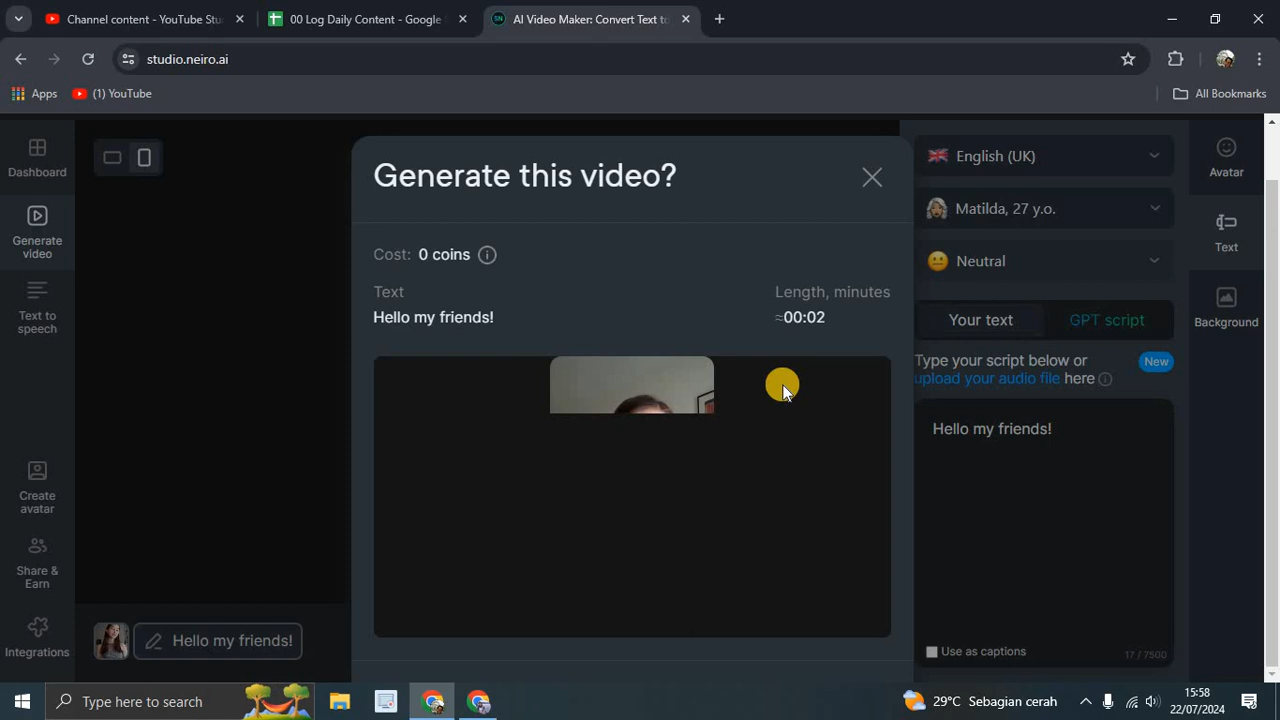 Channel content - YouTube Stu
00 Log Daily Content - Google
AI Video Maker: Convert Text to
studio.neiro.ai
Apps
(1) YouTube
All Bookmarks
Dashboard
Generate
video
Text to
speech
Create
avatar
Share &
Earn
Integrations
Generate this video?
Cost: 0 coins
Text
Length, minutes
Hello my friends!
≈00:02
Hello my friends!
English (UK)
Matilda, 27 y.o.
Neutral
Your text
GPT script
Type your script below or
upload your audio file here
New
Hello my friends!
Use as captions
17 / 7500
Avatar
Text
Background
Type here to search
29°C Sebagian cerah
15:58
22/07/2024